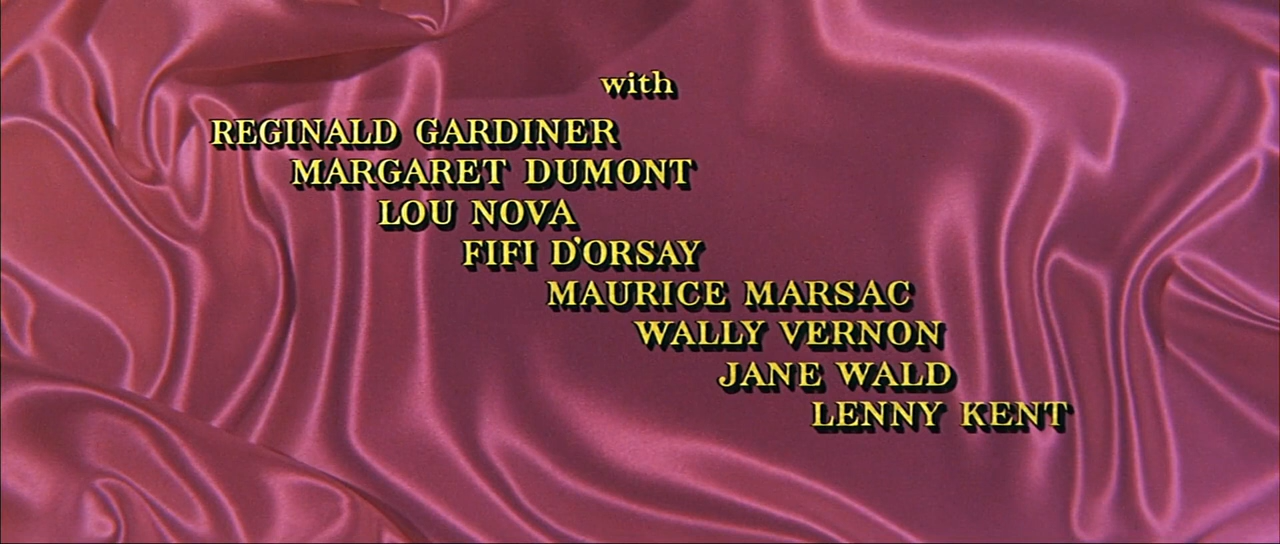 with
REGINALD GARDINER
MARGARET DUMONT
LOU NOVA
FIFI D'ORSAY
MAURICE MARSAC
WALLY VERNON
JANE WALD
LENNY KENT